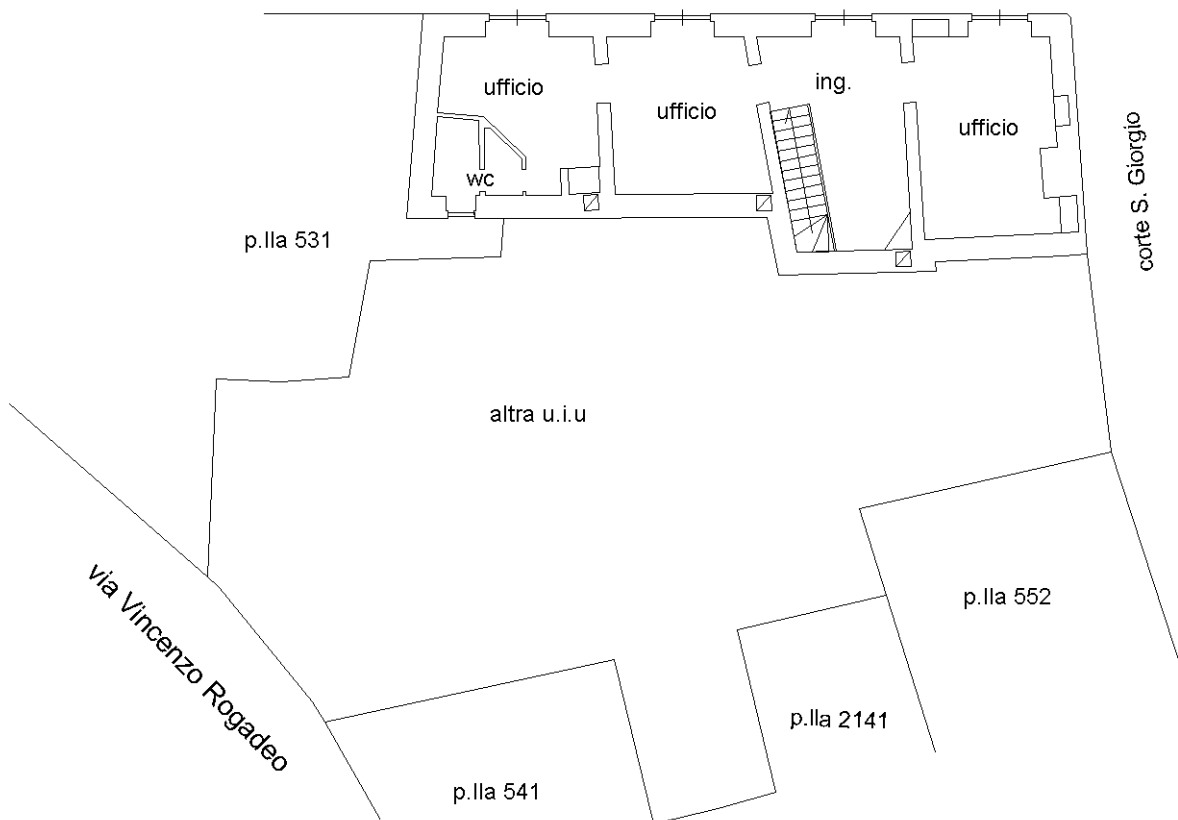 ufficio
ing.
ufficio
ufficio
wc
corte S. Giorgio
p.lla 531
altra u.i.u
p.lla 552
via Vincenzo Rogadeo
p.lla 2141
p.lla 541